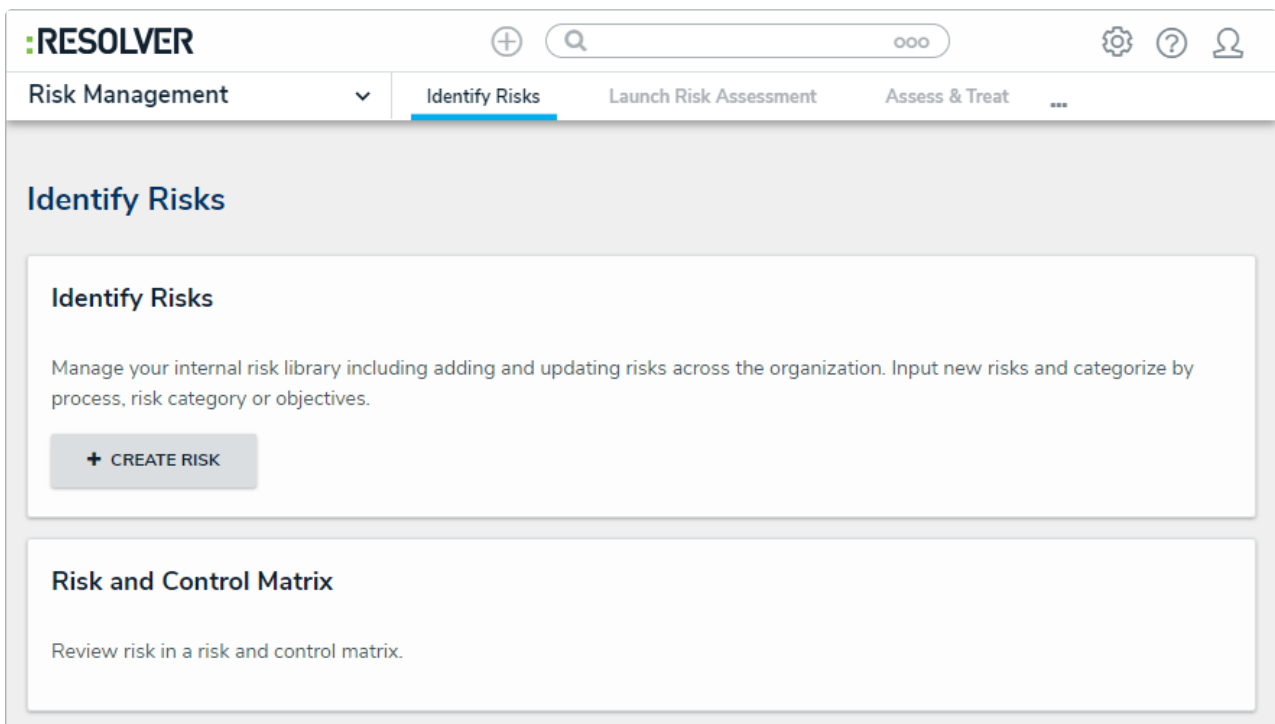 :RESOLVER
Risk Management
Identify Risks
Launch Risk Assessment
Assess & Treat
...
Identify Risks
Identify Risks
Manage your internal risk library including adding and updating risks across the organization. Input new risks and categorize by
process, risk category or objectives.
+ CREATE RISK
Risk and Control Matrix
Review risk in a risk and control matrix.